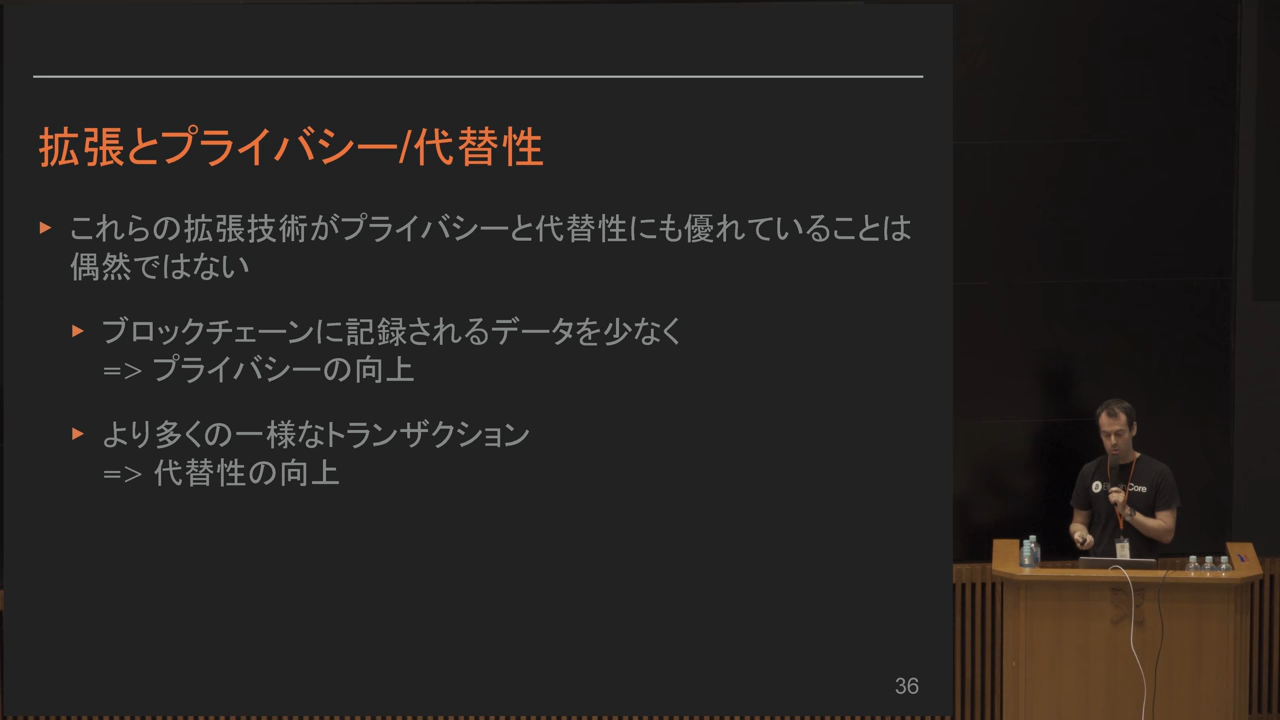 拡張とプライバシー/代替性
▸ これらの拡張技術がプライバシーと代替性にも優れていることは
偶然ではない
▸ ブロックチェーンに記録されるデータを少なく
=> プライバシーの向上
▸ より多くの一様なトランザクション
=> 代替性の向上
36
Core